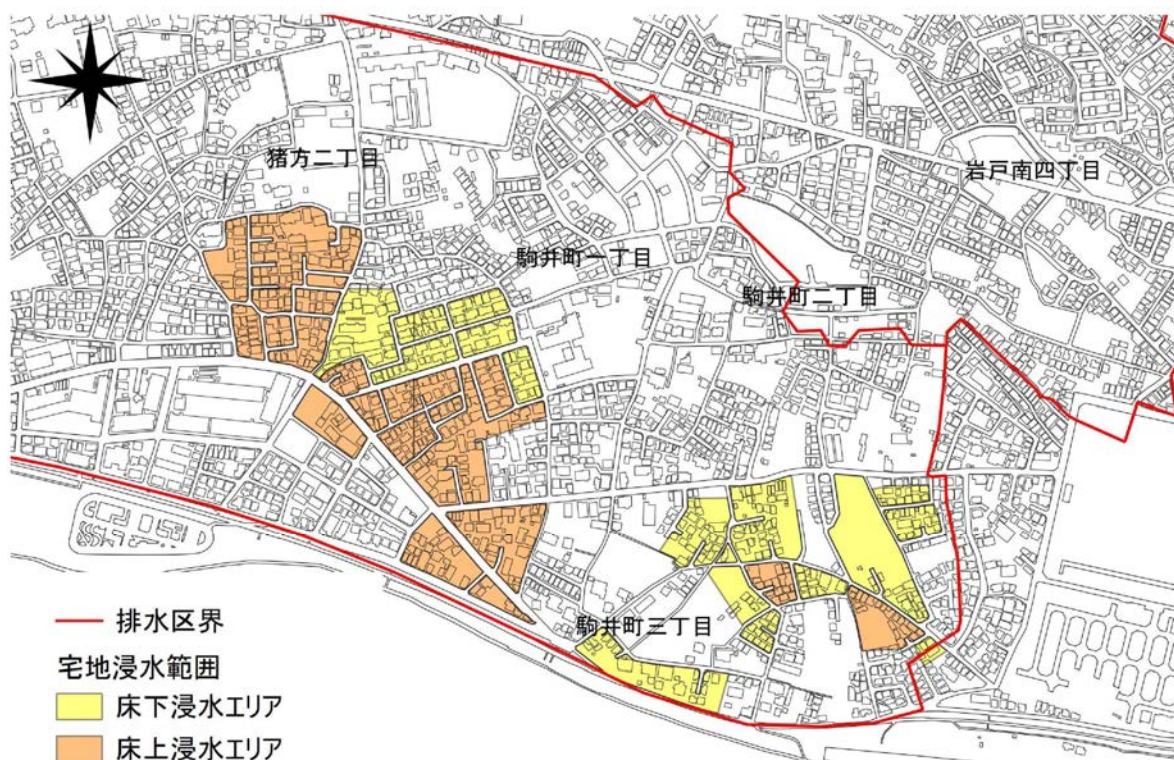 猪方二丁目
岩戸南四丁目
駒井町一丁目
駒井町二丁目
駒井町三丁目
排水区界
宅地浸水範囲
床下浸水エリア
床上浸水エリア